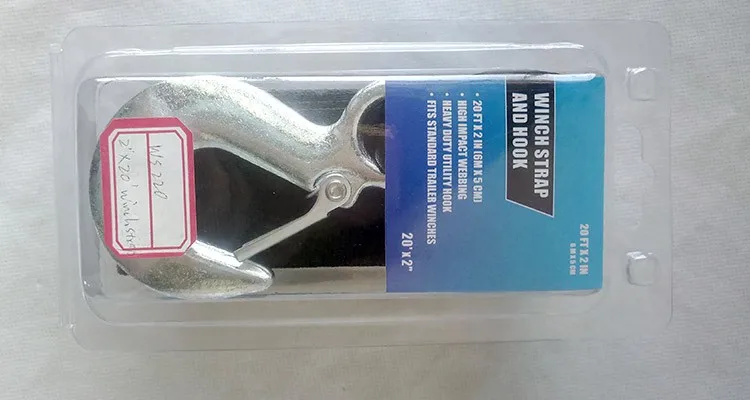 WINCH STRAP
AND HOOK
• 20 FT X 2 IN (6M X 5 CM)
• HIGH IMPACT WEBBING
• HEAVY DUTY UTILITY HOOK
• FITS STANDARD TRAILER WINCHES
20' x 2"
20 FT X 2 IN
6 M X 5 CM
WS220
2"X20' winch strap